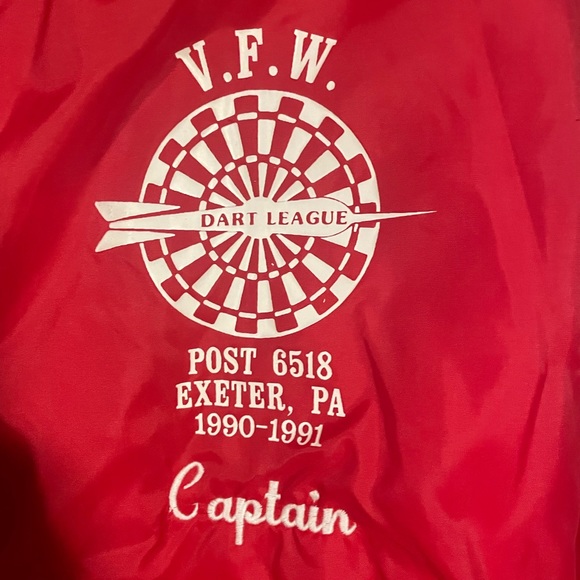 V.F.W.
DART LEAGUE
POST 6518
EXETER, PA
1990-1991
Captain